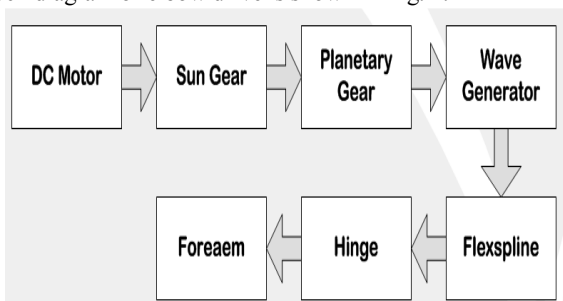 DC Motor
Sun Gear
Planetary
Gear
Wave
Generator
Foreaem
Hinge
Flexspline